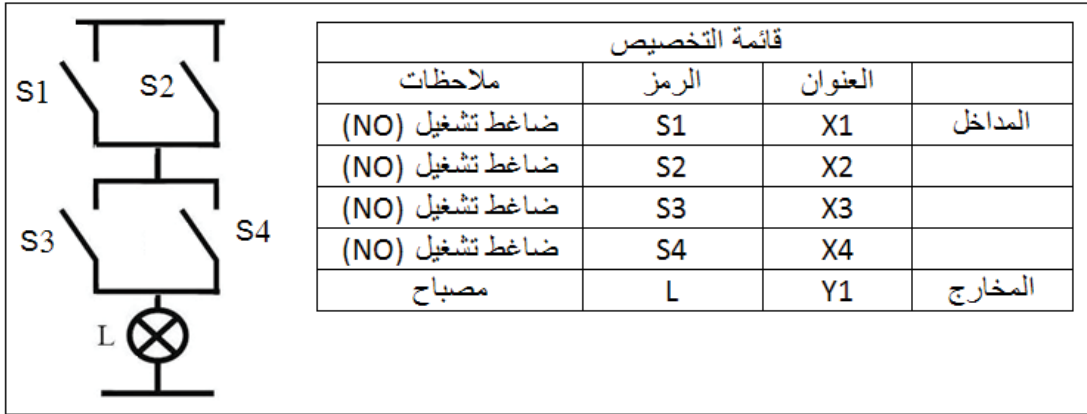 S1
S2
S3
S4
L
قائمة التخصيص
العنوان الرمز ملاحظات
المداخل X1 S1 ضاغط تشغيل (NO)
X2 S2 ضاغط تشغيل (NO)
X3 S3 ضاغط تشغيل (NO)
X4 S4 ضاغط تشغيل (NO)
المخارج Y1 L مصباح